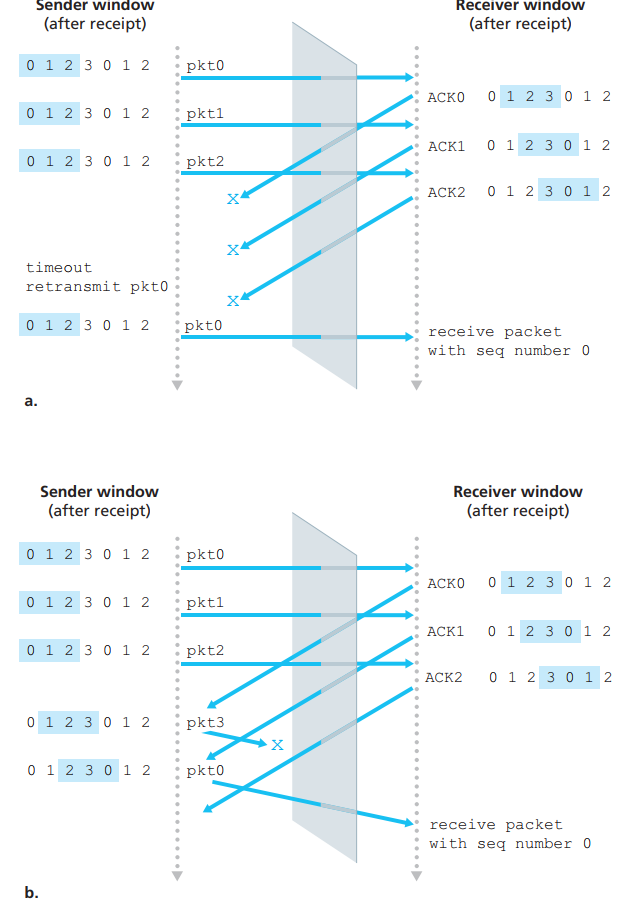 Sender window
(after receipt)
Receiver window
(after receipt)
0 1 2 3 0 1 2
pkt0
ACK0
0 1 2 3 0 1 2
0 1 2 3 0 1 2
pkt1
ACK1
0 1 2 3 0 1 2
0 1 2 3 0 1 2
pkt2
ACK2
0 1 2 3 0 1 2
X
X
timeout
retransmit pkt0
X
0 1 2 3 0 1 2
pkt0
receive packet
with seq number 0
a.
Sender window
(after receipt)
Receiver window
(after receipt)
0 1 2 3 0 1 2
pkt0
ACK0
0 1 2 3 0 1 2
0 1 2 3 0 1 2
pkt1
ACK1
0 1 2 3 0 1 2
0 1 2 3 0 1 2
pkt2
ACK2
0 1 2 3 0 1 2
0 1 2 3 0 1 2
pkt3
X
0 1 2 3 0 1 2
pkt0
receive packet
with seq number 0
b.